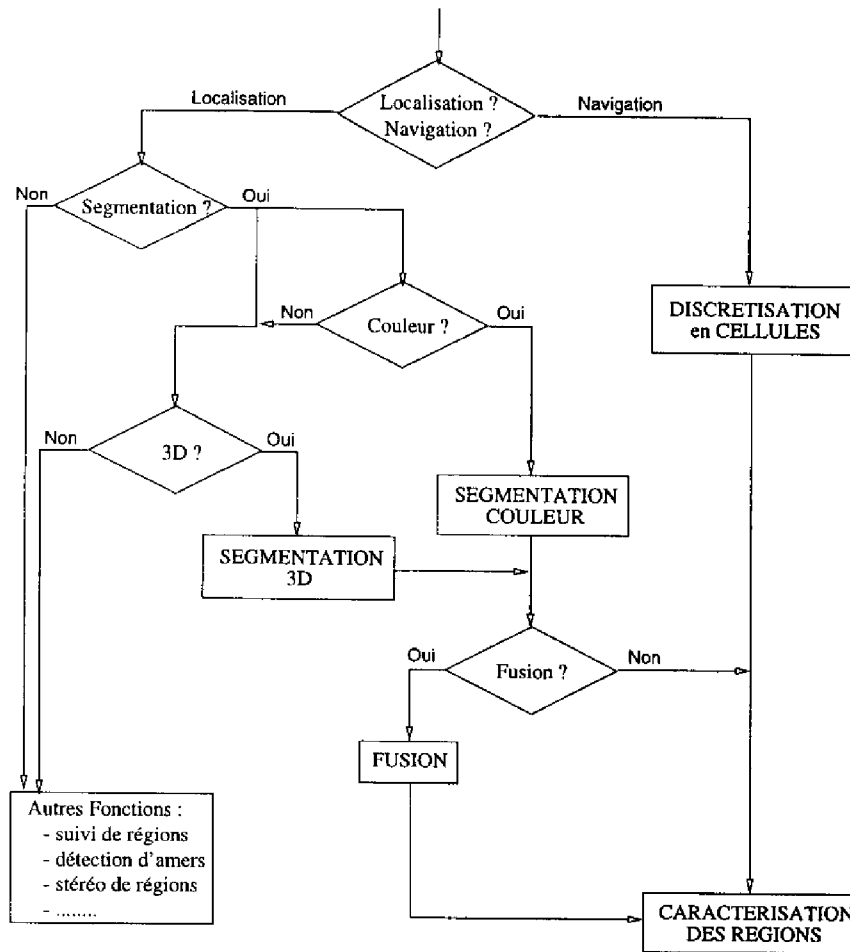 Localisation
Localisation ?
Navigation ?
Navigation
Non
Segmentation ?
Oui
Non
Couleur ?
Oui
DISCRETISATION
en CELLULES
Non
3D ?
Oui
SEGMENTATION
COULEUR
SEGMENTATION
3D
Oui
Fusion ?
Non
FUSION
Autres Fonctions :
- suivi de régions
- détection d'amers
- stéréo de régions
- ........
CARACTERISATION
DES REGIONS